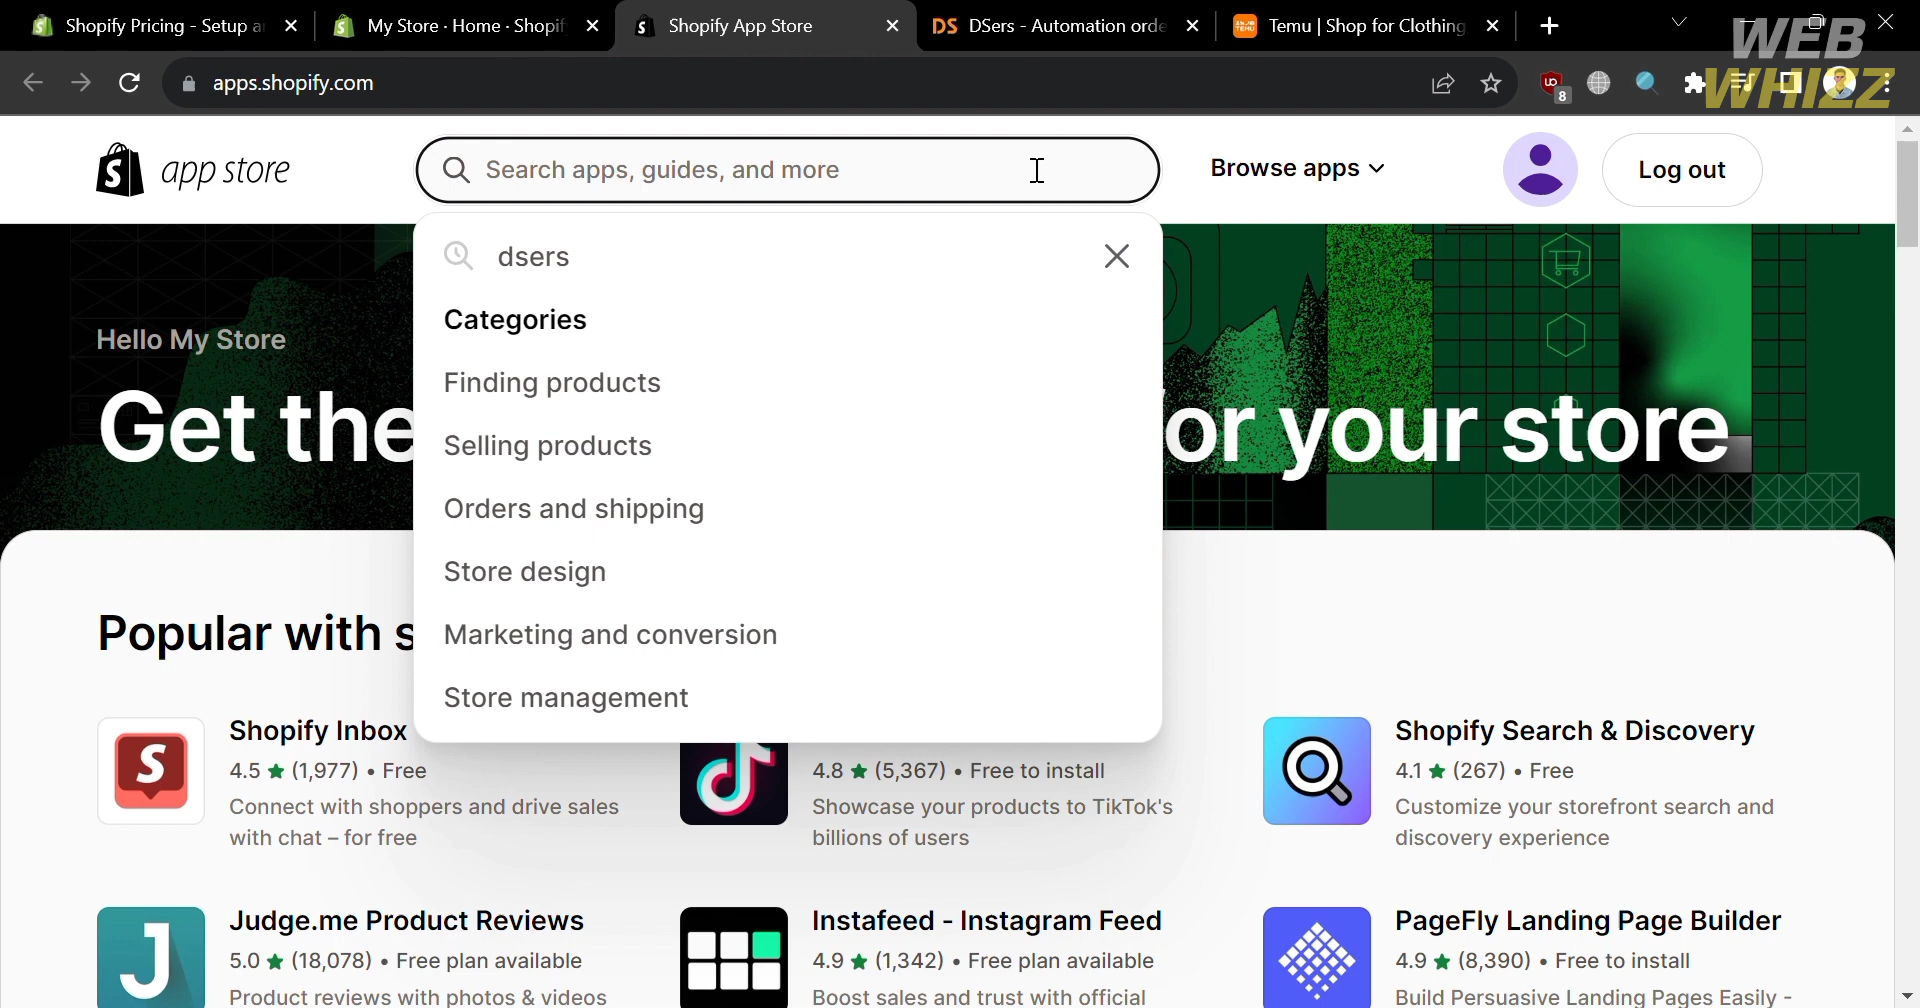 Shopify Pricing - Setup a
My Store · Home · Shopif
Shopify App Store
DS DSers - Automation orde
TEMU Temu | Shop for Clothing
WEB
WHIZZ
apps.shopify.com
8
app store
Search apps, guides, and more
Browse apps
Log out
dsers
Categories
Finding products
Selling products
Orders and shipping
Store design
Marketing and conversion
Store management
Hello My Store
Get the or your store
Popular with s
Shopify Inbox
4.5 ★ (1,977) • Free
Connect with shoppers and drive sales
with chat – for free
4.8 ★ (5,367) • Free to install
Showcase your products to TikTok's
billions of users
Shopify Search & Discovery
4.1 ★ (267) • Free
Customize your storefront search and
discovery experience
Judge.me Product Reviews
5.0 ★ (18,078) • Free plan available
Product reviews with photos & videos
Instafeed - Instagram Feed
4.9 ★ (1,342) • Free plan available
Boost sales and trust with official
PageFly Landing Page Builder
4.9 ★ (8,390) • Free to install
Build Persuasive Landing Pages Easily -